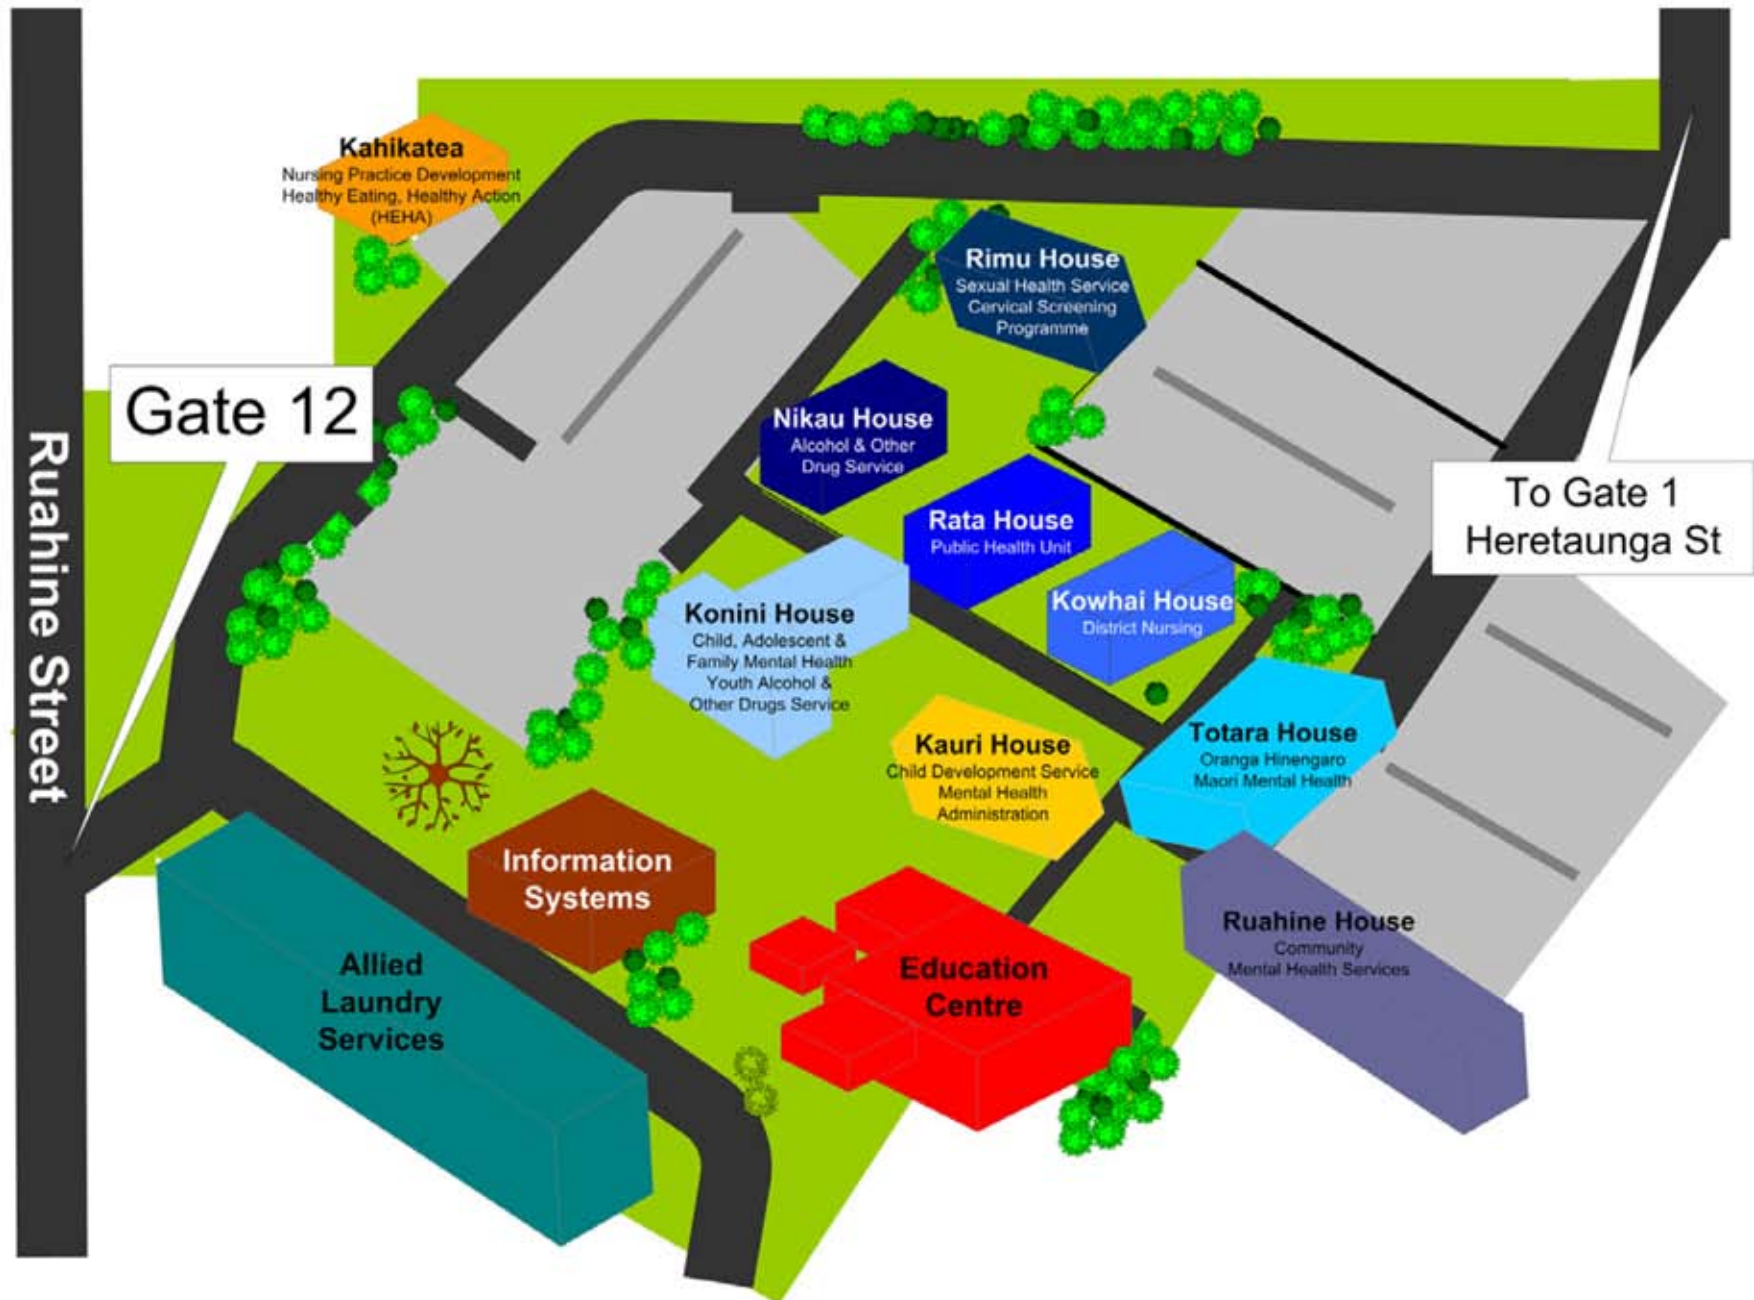 Kahikatea
Nursing Practice Development
Healthy Eating, Healthy Action
(HEHA)
Rimu House
Sexual Health Service
Cervical Screening
Programme
Gate 12
Nikau House
Alcohol & Other
Drug Service
Ruahine Street
To Gate 1
Heretaunga St
Rata House
Public Health Unit
Konini House
Child, Adolescent &
Family Mental Health
Youth Alcohol &
Other Drugs Service
Kowhai House
District Nursing
Kauri House
Child Development Service
Mental Health
Administration
Totara House
Oranga Hinengaro
Maori Mental Health
Information
Systems
Ruahine House
Community
Mental Health Services
Allied
Laundry
Services
Education
Centre